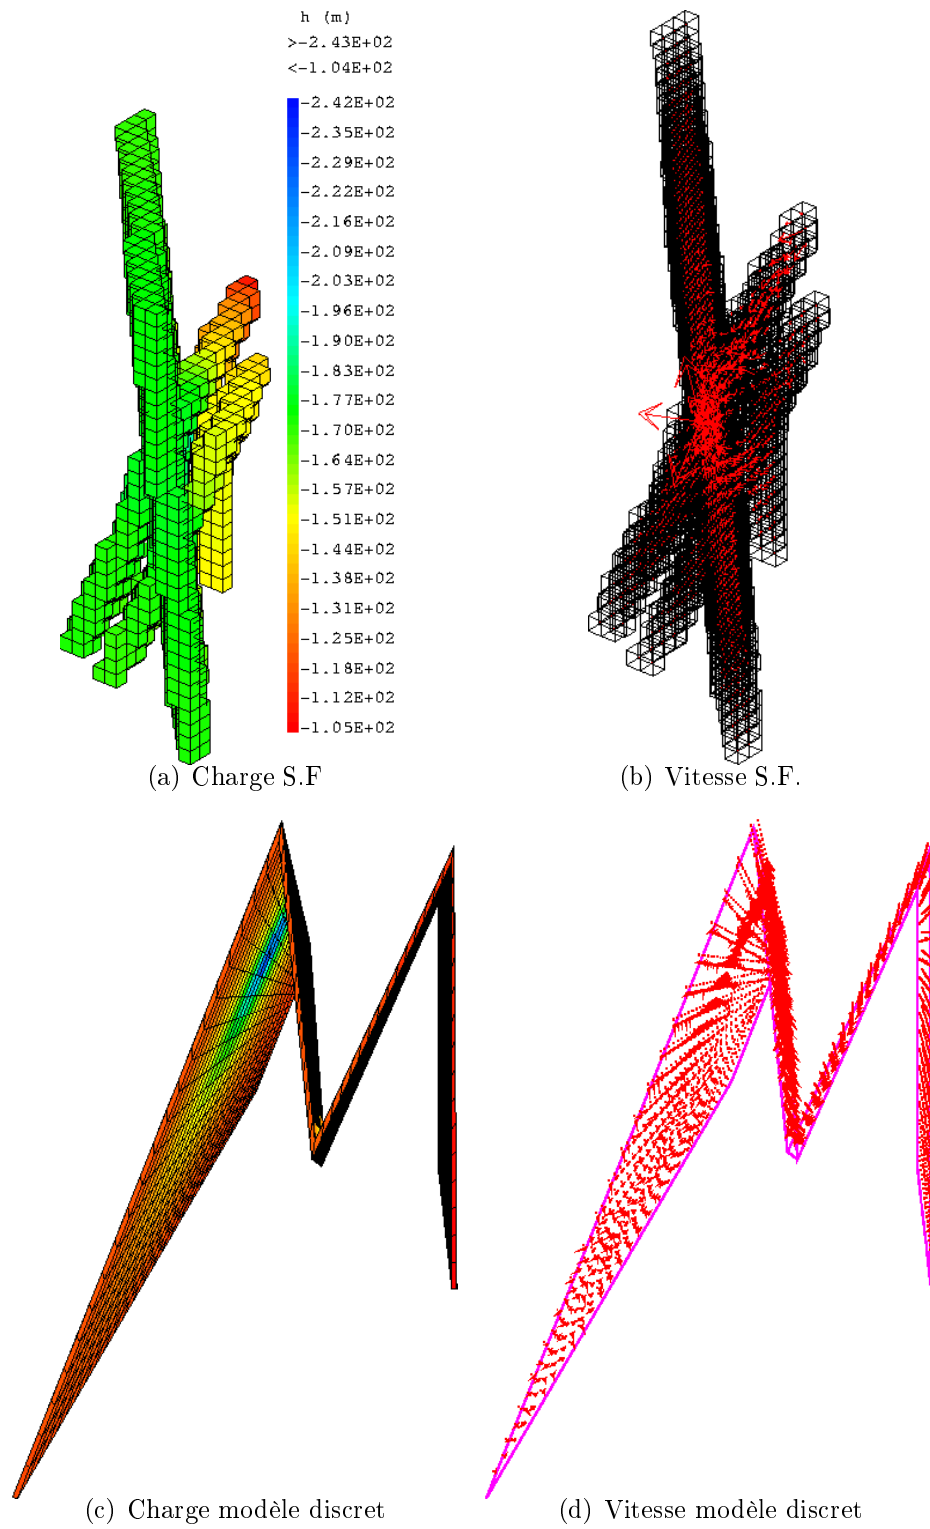 h (m)
>-2.43E+02
<-1.04E+02
-2.42E+02
-2.35E+02
-2.29E+02
-2.22E+02
-2.16E+02
-2.09E+02
-2.03E+02
-1.96E+02
-1.90E+02
-1.83E+02
-1.77E+02
-1.70E+02
-1.64E+02
-1.57E+02
-1.51E+02
-1.44E+02
-1.38E+02
-1.31E+02
-1.25E+02
-1.18E+02
-1.12E+02
-1.05E+02
(a) Charge S.F
(b) Vitesse S.F.
(c) Charge modèle discret
(d) Vitesse modèle discret